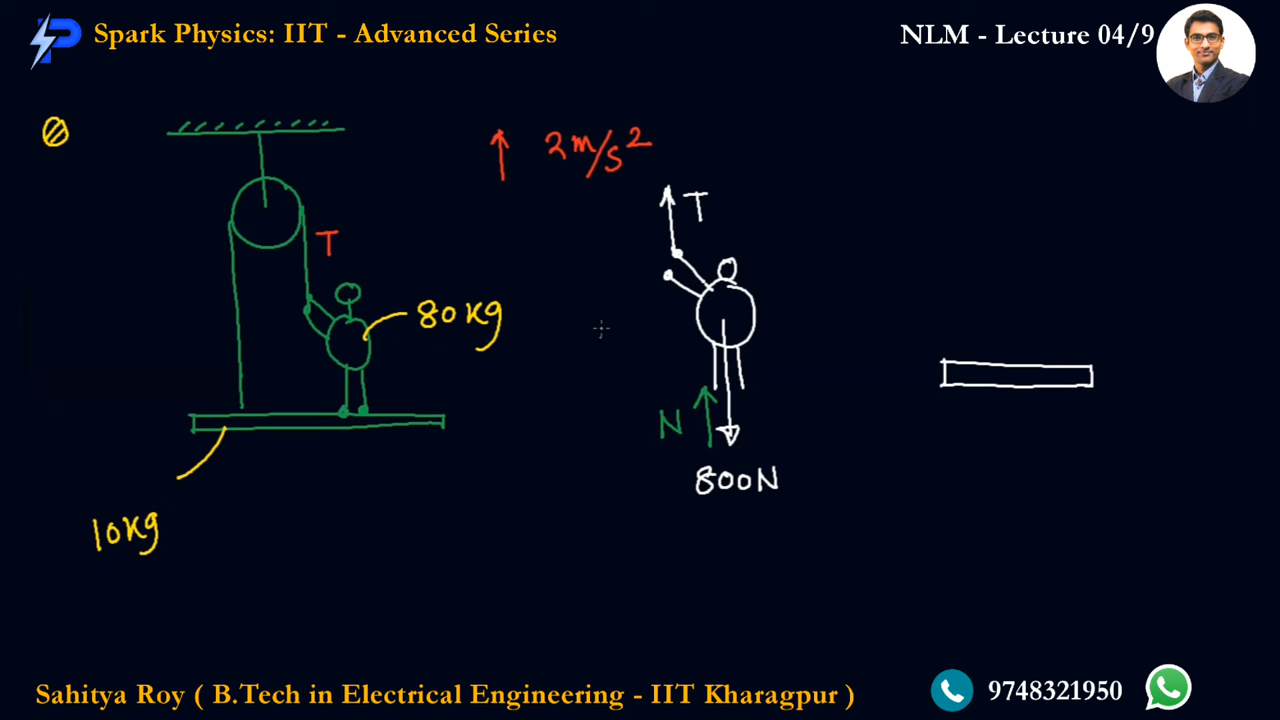 Spark Physics: IIT - Advanced Series
NLM - Lecture 04/9
2m/s²
T
T
80Kg
N
800N
10Kg
Sahitya Roy ( B.Tech in Electrical Engineering - IIT Kharagpur )
9748321950